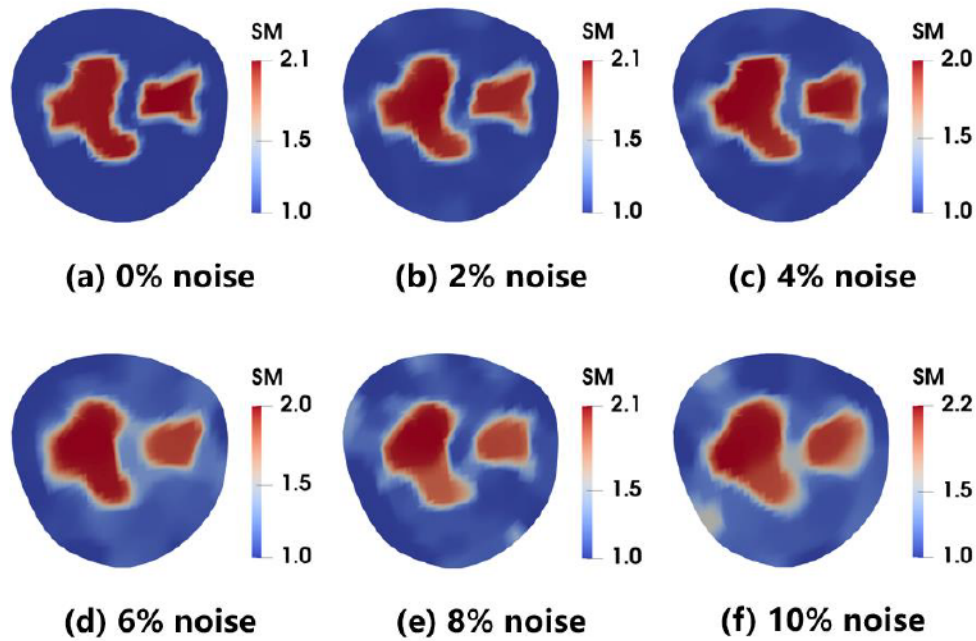 SM
2.1
1.5
1.0
SM
2.1
1.5
1.0
SM
2.0
1.5
1.0
(a) 0% noise
(b) 2% noise
(c) 4% noise
SM
2.0
1.5
1.0
SM
2.1
1.5
1.0
SM
2.2
1.5
1.0
(d) 6% noise
(e) 8% noise
(f) 10% noise